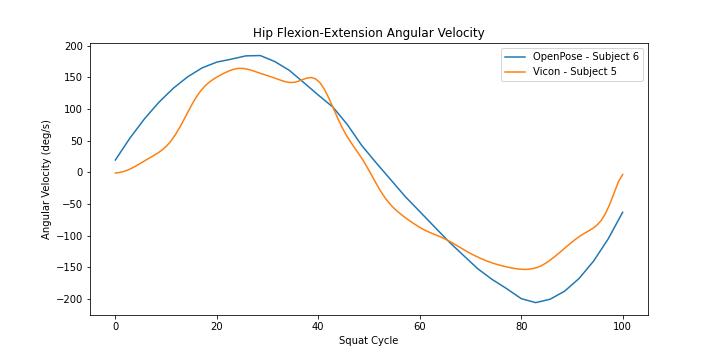 Hip Flexion-Extension Angular Velocity
OpenPose - Subject 6
Vicon - Subject 5
Angular Velocity (deg/s)
200
150
100
50
0
−50
−100
−150
−200
0 20 40 60 80 100
Squat Cycle